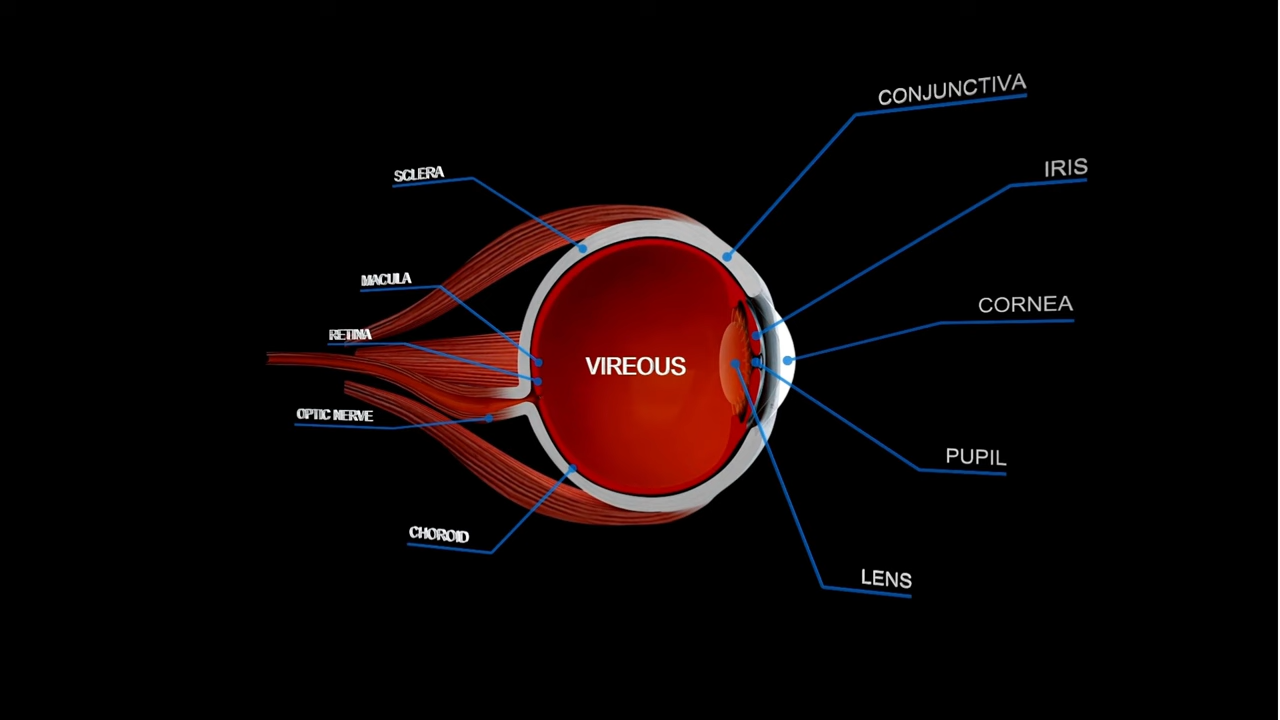 CONJUNCTIVA
IRIS
SCLERA
MACULA
CORNEA
RETINA
VIREOUS
OPTIC NERVE
PUPIL
CHOROID
LENS